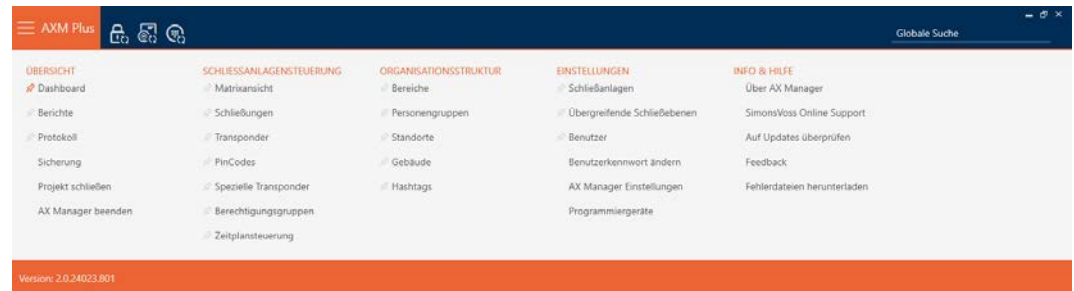 AXM Plus
Globale Suche
ÜBERSICHT
Dashboard
Berichte
Protokoll
Sicherung
Projekt schließen
AX Manager beenden
SCHLIESSANLAGENSTEUERUNG
Matrixansicht
Schließungen
Transponder
PinCodes
Spezielle Transponder
Berechtigungsgruppen
Zeitplansteuerung
ORGANISATIONSSTRUKTUR
Bereiche
Personengruppen
Standorte
Gebäude
Hashtags
EINSTELLUNGEN
Schließanlagen
Übergreifende Schließebenen
Benutzer
Benutzerkennwort ändern
AX Manager Einstellungen
Programmiergeräte
INFO & HILFE
Über AX Manager
SimonsVoss Online Support
Auf Updates überprüfen
Feedback
Fehlerdateien herunterladen
Version: 2.0.24023.801